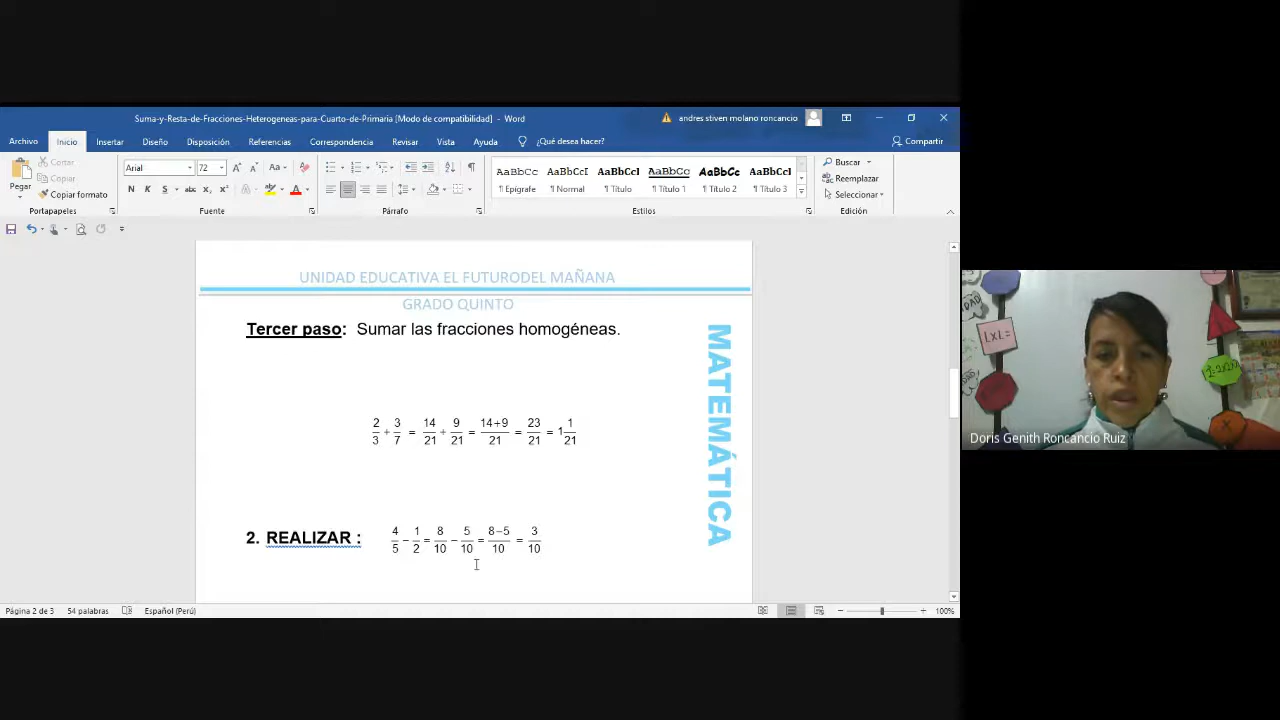 Suma-y-Resta-de-Fracciones-Heterogeneas-para-Cuarto-de-Primaria [Modo de compatibilidad] - Word
andres stiven molano roncancio
Archivo Inicio Insertar Diseño Disposición Referencias Correspondencia Revisar Vista Ayuda ¿Qué desea hacer? Compartir
Pegar
Cortar
Copiar
Copiar formato
Portapapeles
Arial 72
Fuente
Párrafo
AaBbCc AaBbCcI AaBbCcI AaBbCcI AaBbCc AaBbCcI
¶ Epígrafe ¶ Normal ¶ Título ¶ Título 1 ¶ Título 2 ¶ Título 3
Estilos
Buscar
Reemplazar
Seleccionar
Edición
UNIDAD EDUCATIVA EL FUTURODEL MAÑANA
GRADO QUINTO
Tercer paso: Sumar las fracciones homogéneas.
2/3 + 3/7 = 14/21 + 9/21 = 14+9/21 = 23/21 = 1 1/21
2. REALIZAR : 4/5 − 1/2 = 8/10 − 5/10 = 8−5/10 = 3/10
MATEMÁTICA
Página 2 de 3 54 palabras Español (Perú) 100%
LXL=
Doris Genith Roncancio Ruiz